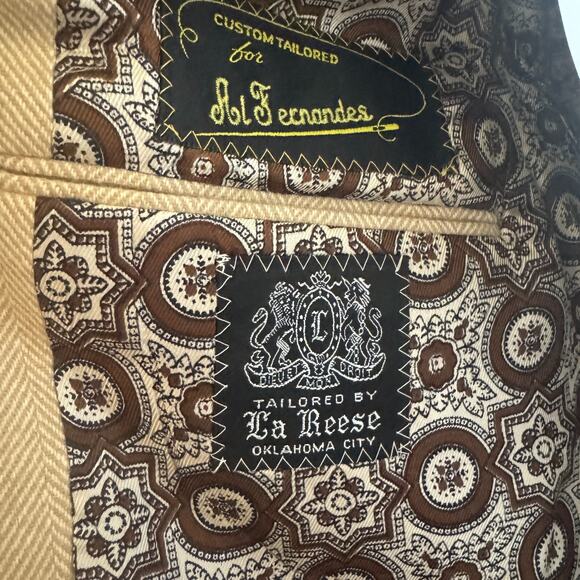 CUSTOM TAILORED
for
Al Fernandes
L
DIEU ET MON DROIT
TAILORED BY
La Reese
OKLAHOMA CITY